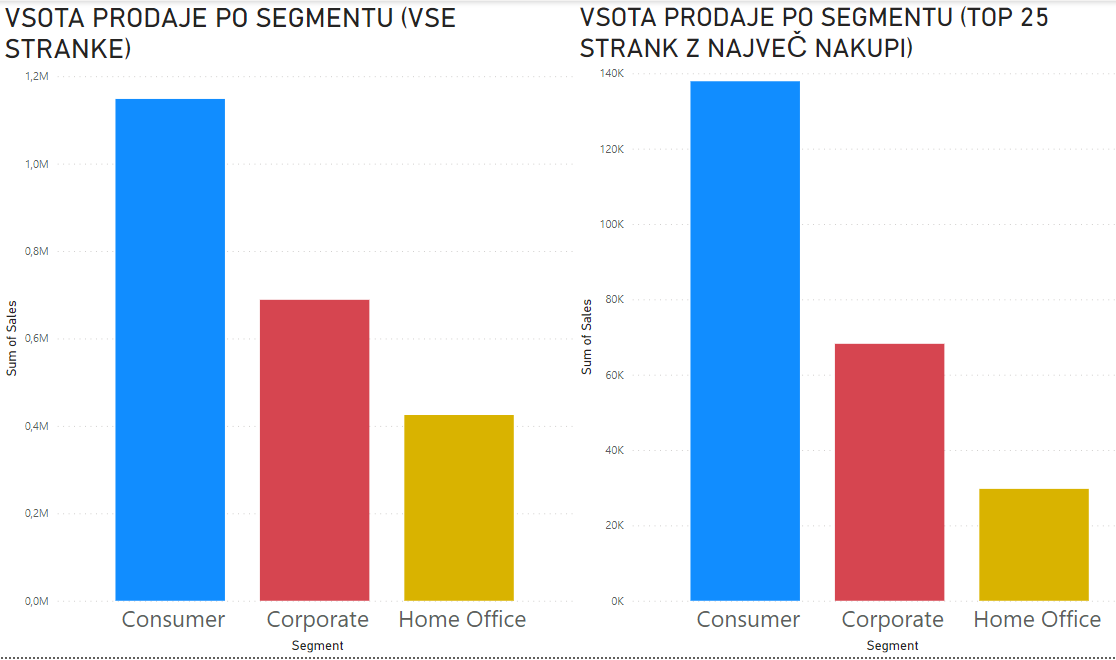 VSOTA PRODAJE PO SEGMENTU (VSE
STRANKE)
1,2M
1,0M
0,8M
0,6M
0,4M
0,2M
0,0M
Sum of Sales
Consumer
Corporate
Home Office
Segment
VSOTA PRODAJE PO SEGMENTU (TOP 25
STRANK Z NAJVEČ NAKUPI)
140K
120K
100K
80K
60K
40K
20K
0K
Sum of Sales
Consumer
Corporate
Home Office
Segment